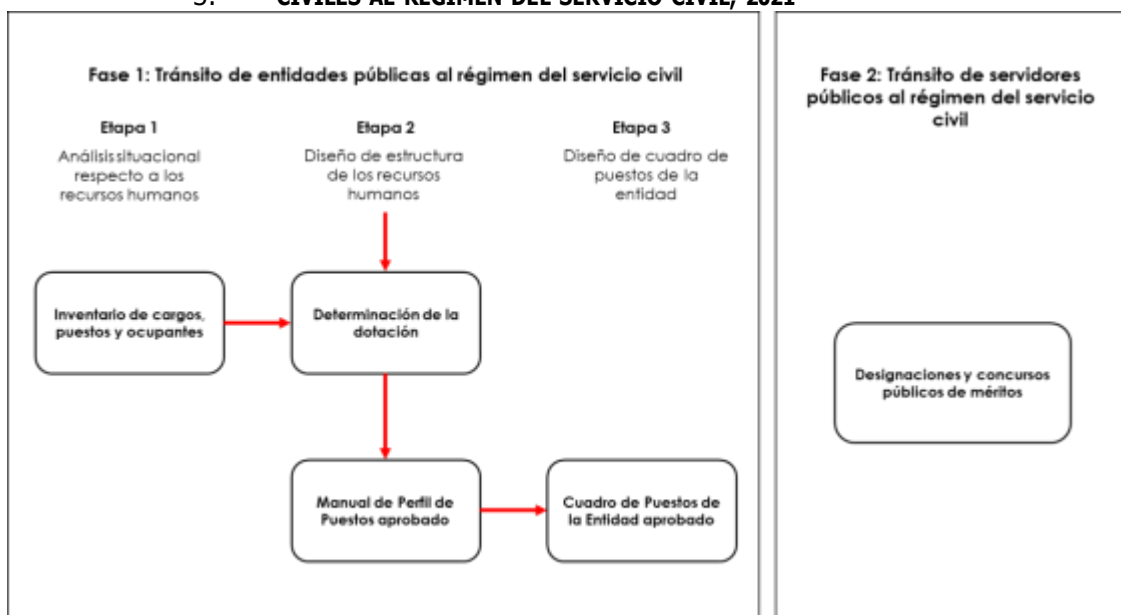 CIVILES AL RÉGIMEN DEL SERVICIO CIVIL, 2021
Fase 1: Tránsito de entidades públicas al régimen del servicio civil
Etapa 1
Análisis situacional
respecto a los
recursos humanos
Etapa 2
Diseño de estructura
de los recursos
humanos
Etapa 3
Diseño de cuadro de
puestos de la
entidad
Inventario de cargos,
puestos y ocupantes
Determinación de la
dotación
Manual de Perfil de
Puestos aprobado
Cuadro de Puestos de
la Entidad aprobado
Fase 2: Tránsito de servidores
públicos al régimen del servicio
civil
Designaciones y concursos
públicos de méritos